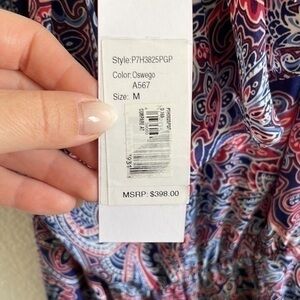 Style:P7H3825PGP
Color:Oswego
A567
Size: M
MSRP: $398.00